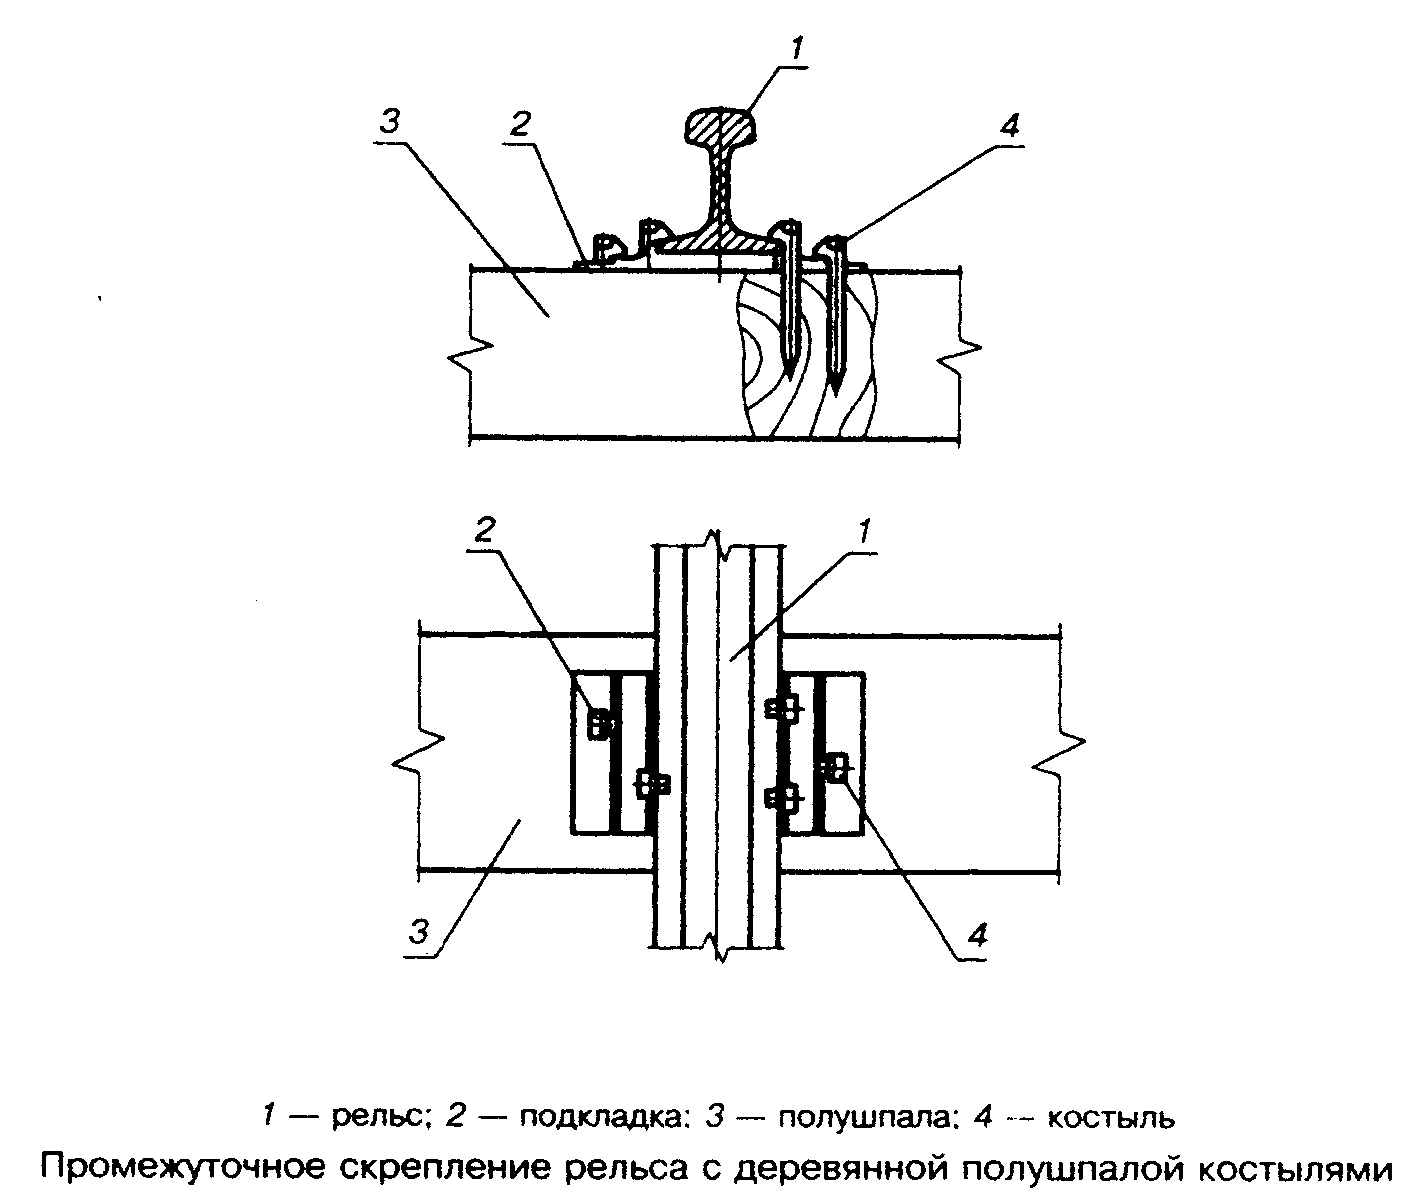 1
3 2 4
2 1
3 4
1 — рельс; 2 — подкладка: 3 — полушпала: 4 -- костыль
Промежуточное скрепление рельса с деревянной полушпалой костылями